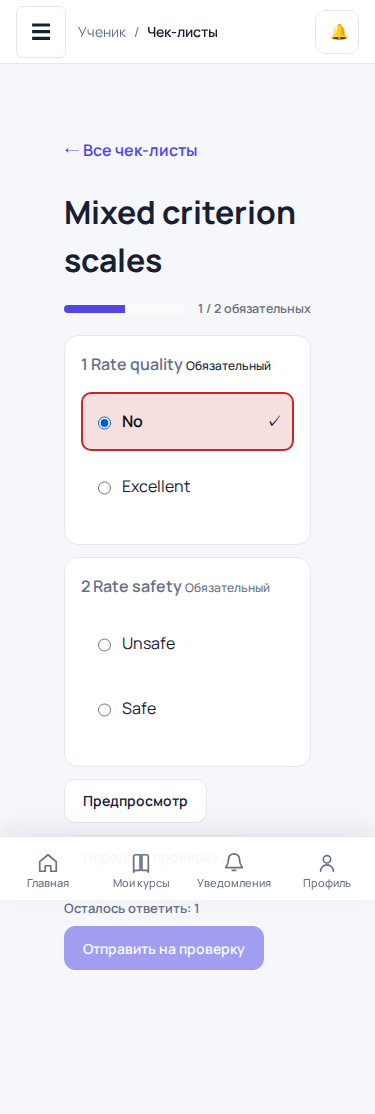 Ученик / Чек-листы
← Все чек-листы
Mixed criterion
scales
1 / 2 обязательных
1 Rate quality Обязательный
No ✓
Excellent
2 Rate safety Обязательный
Unsafe
Safe
Предпросмотр
Главная Мои курсы Уведомления Профиль
Осталось ответить: 1
Отправить на проверку